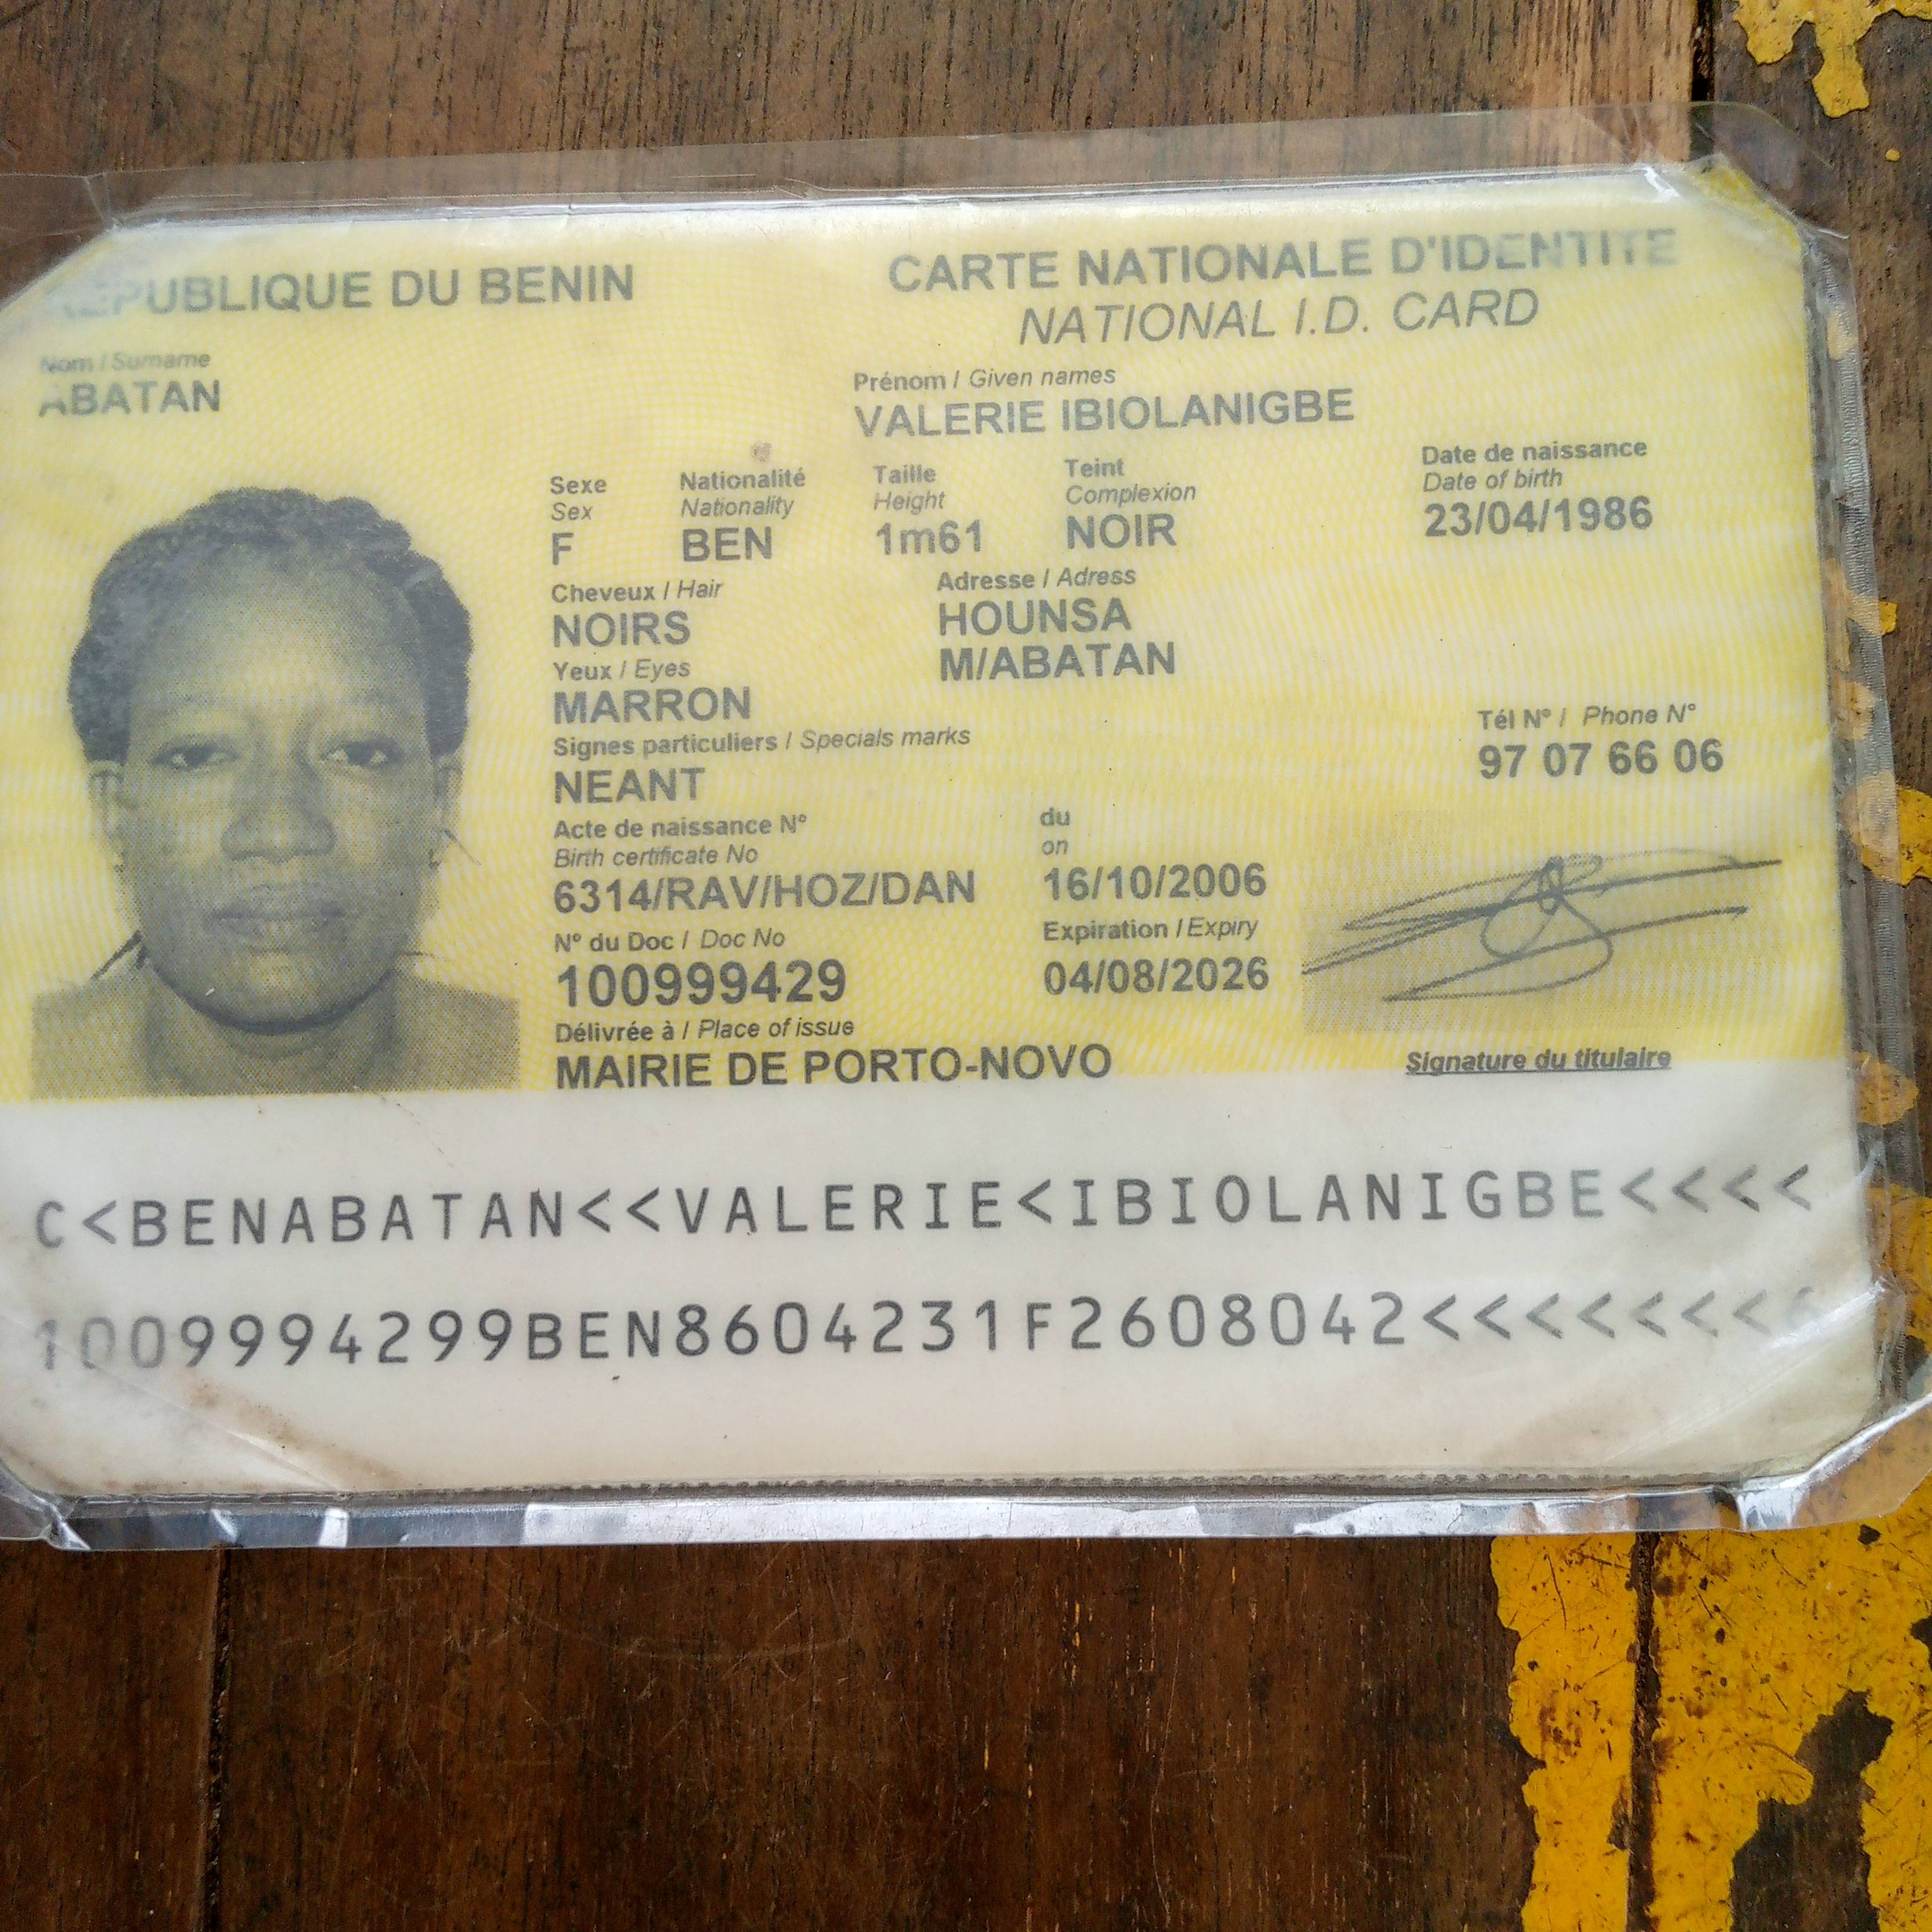 REPUBLIQUE DU BENIN
CARTE NATIONALE D'IDENTITE
NATIONAL I.D. CARD
Nom / Surname
ABATAN
Prénom / Given names
VALERIE IBIOLANIGBE
Sexe Nationalité Taille Teint Date de naissance
Sex Nationality Height Complexion Date of birth
F BEN 1m61 NOIR 23/04/1986
Cheveux / Hair Adresse / Adress
NOIRS HOUNSA
Yeux / Eyes M/ABATAN
MARRON
Tél N° / Phone N°
97 07 66 06
Signes particuliers / Specials marks
NEANT
Acte de naissance N° du
Birth certificate No on
6314/RAV/HOZ/DAN 16/10/2006
N° du Doc / Doc No Expiration / Expiry
100999429 04/08/2026
Délivrée à / Place of issue
MAIRIE DE PORTO-NOVO
Signature du titulaire
C<BENABATAN<<VALERIE<IBIOLANIGBE<<<<
1009994299BEN8604231F2608042<<<<<<<